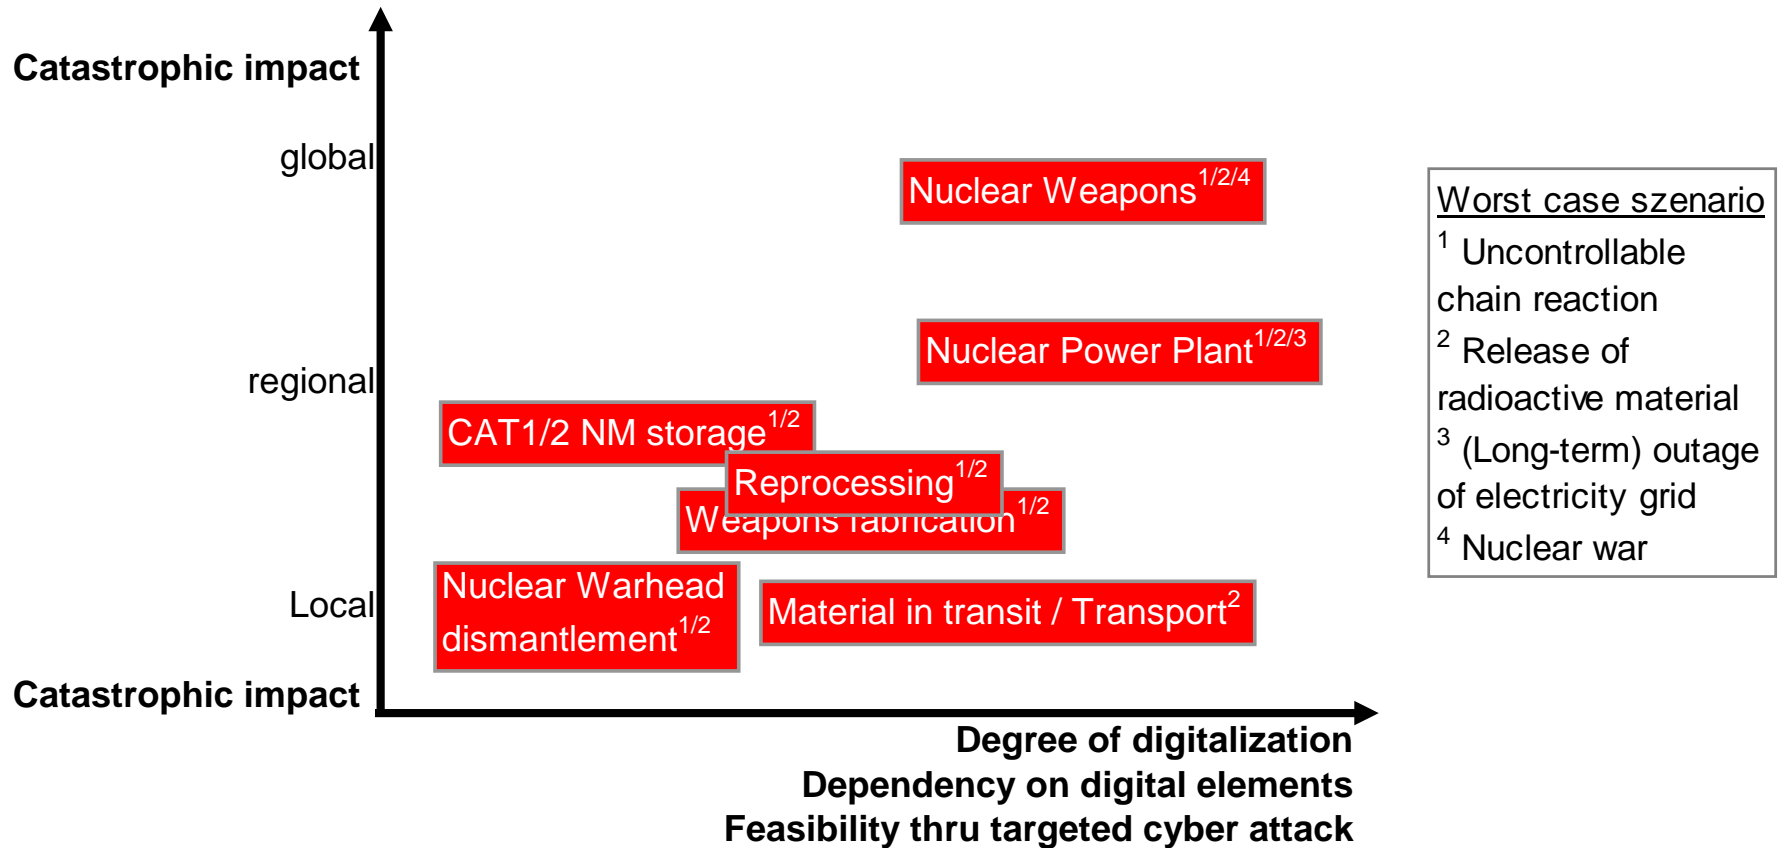 Catastrophic impact
global
Nuclear Weapons1/2/4
Nuclear Power Plant1/2/3
regional
CAT1/2 NM storage1/2
Reprocessing1/2
Weapons fabrication1/2
Nuclear Warhead
dismantlement1/2
Local
Material in transit / Transport2
Catastrophic impact
Degree of digitalization
Dependency on digital elements
Feasibility thru targeted cyber attack
Worst case szenario
1 Uncontrollable
chain reaction
2 Release of
radioactive material
3 (Long-term) outage
of electricity grid
4 Nuclear war